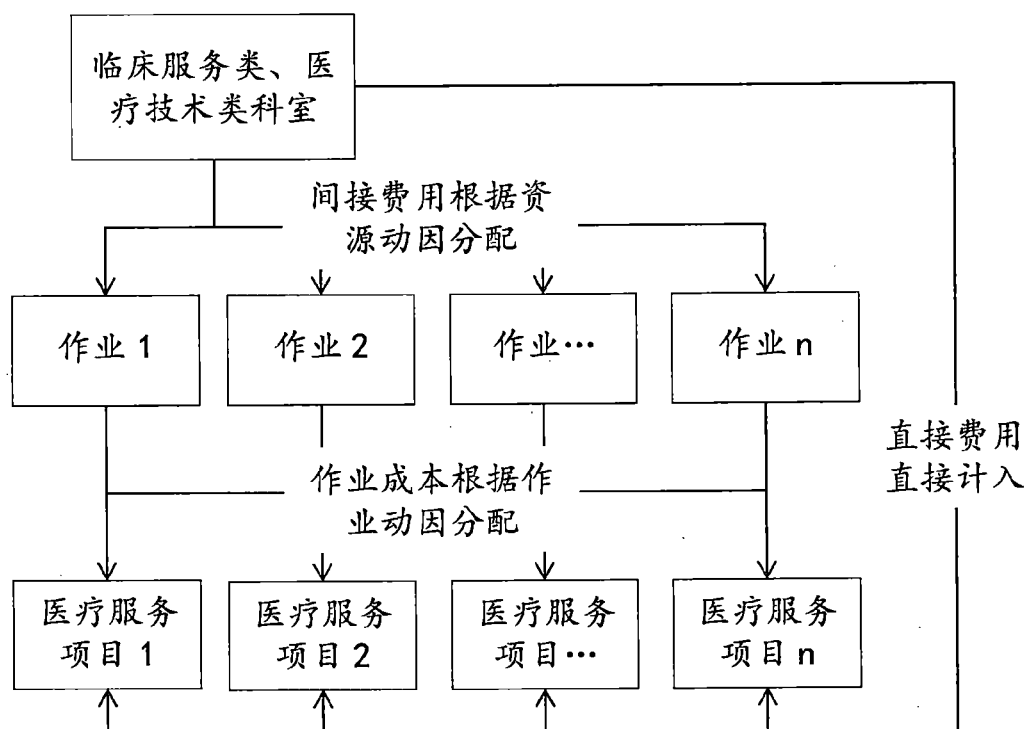 临床服务类、医
疗技术类科室
间接费用根据资
源动因分配
作业1
作业2
作业…
作业n
直接费用
直接计入
作业成本根据作
业动因分配
医疗服务
项目1
医疗服务
项目2
医疗服务
项目…
医疗服务
项目n